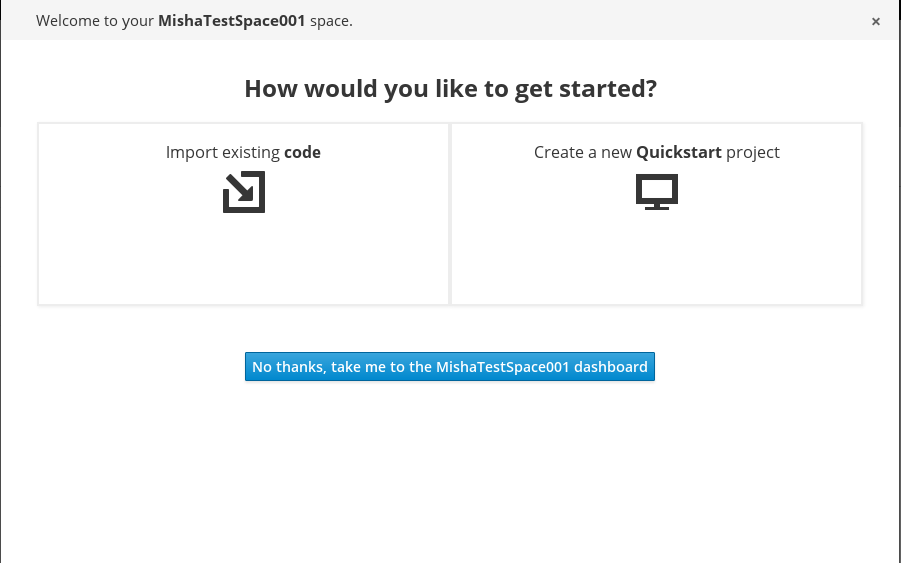 Welcome to your MishaTestSpace001 space.
×
How would you like to get started?
Import existing code
Create a new Quickstart project
No thanks, take me to the MishaTestSpace001 dashboard